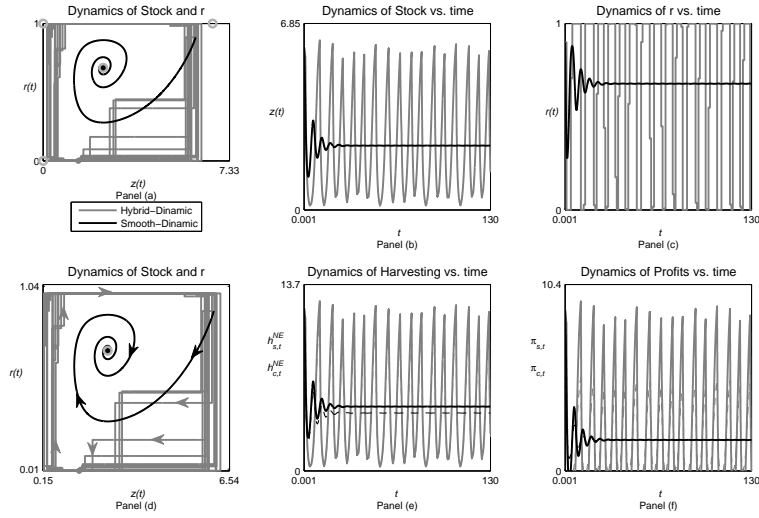 Dynamics of Stock and r
1
r(t)
0
0
7.33
z(t)
Panel (a)
Hybrid-Dinamic
Smooth-Dinamic
Dynamics of Stock vs. time
6.85
z(t)
0
0.001
130
t
Panel (b)
Dynamics of r vs. time
1
r(t)
0
0.001
130
t
Panel (c)
Dynamics of Stock and r
1.04
r(t)
0.01
0.15
6.54
z(t)
Panel (d)
Dynamics of Harvesting vs. time
13.7
h_{s,t}^{NE}
h_{c,t}^{NE}
0
0.001
130
t
Panel (e)
Dynamics of Profits vs. time
10.4
π_{s,t}
π_{c,t}
0
0.001
130
t
Panel (f)